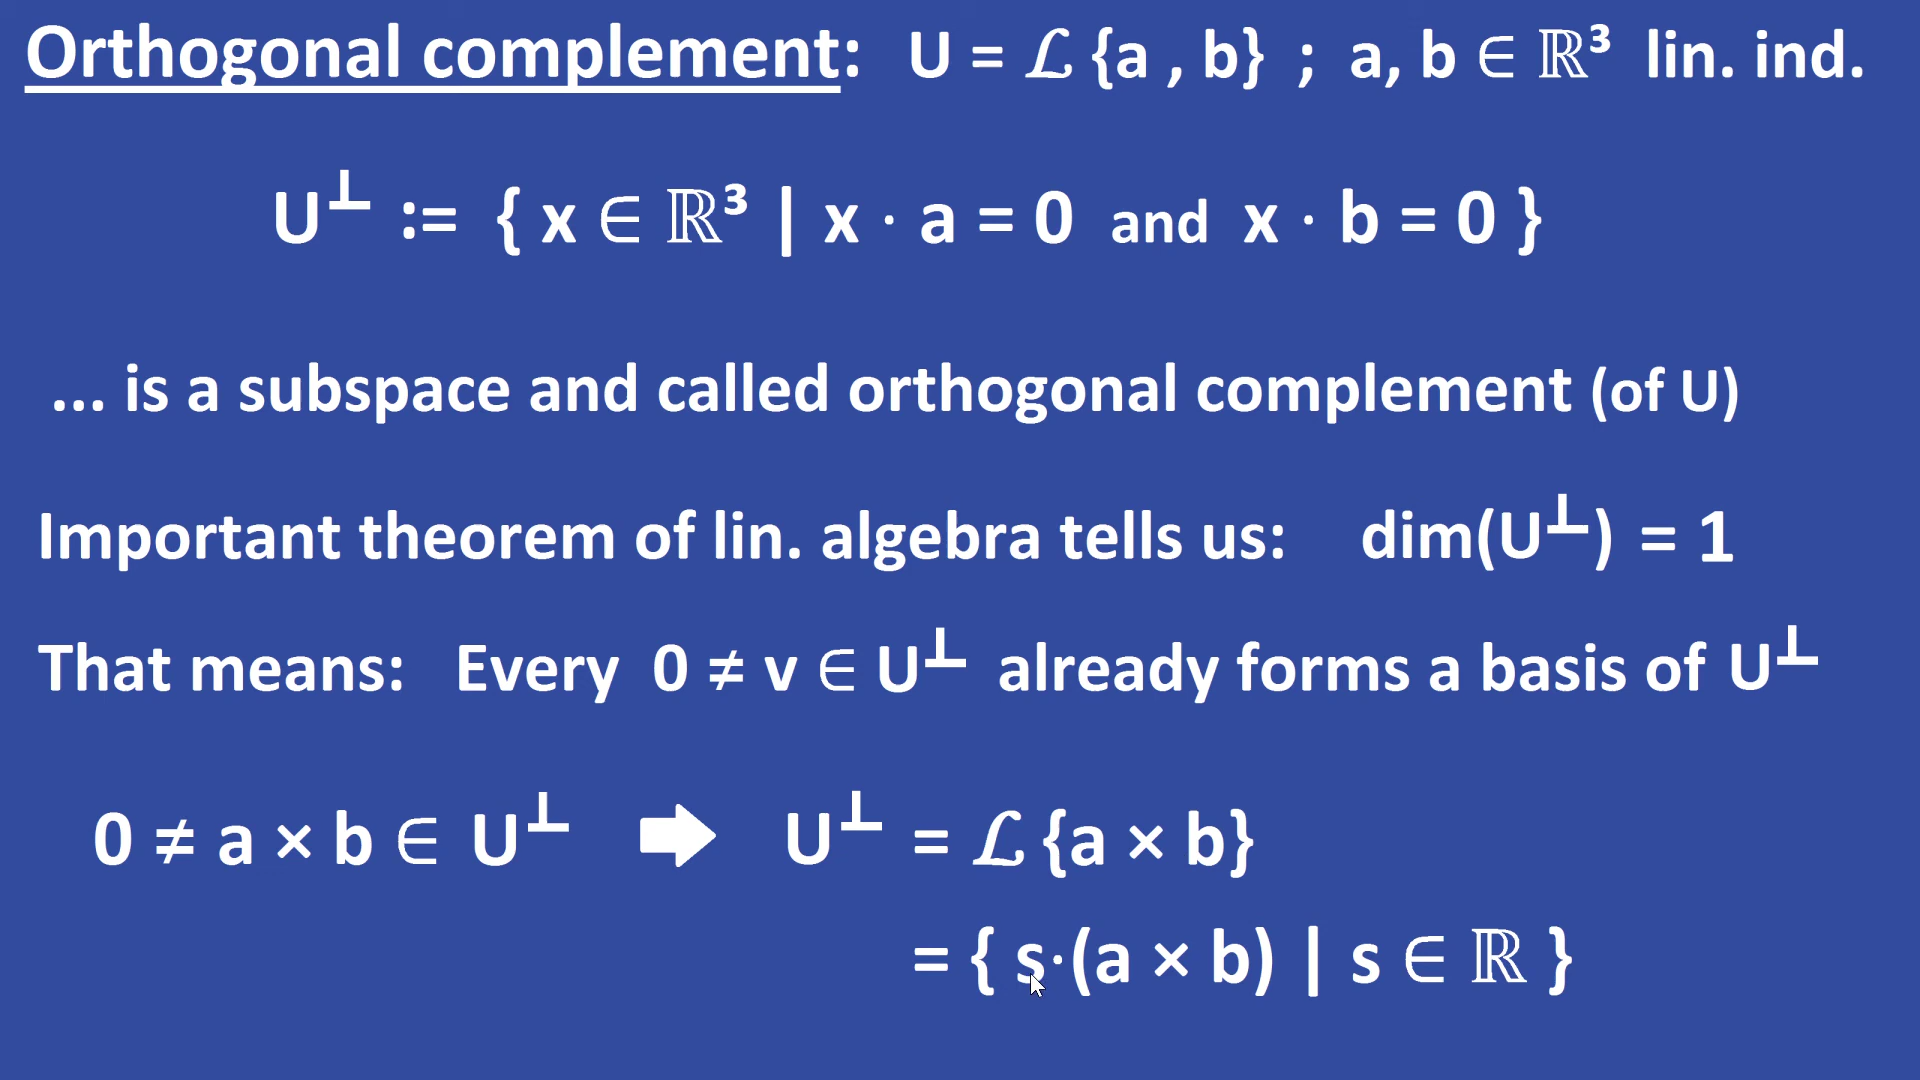 Orthogonal complement: U = ℒ {a , b} ; a, b ∈ ℝ³ lin. ind.
U⊥ := { x ∈ ℝ³ | x · a = 0 and x · b = 0 }
... is a subspace and called orthogonal complement (of U)
Important theorem of lin. algebra tells us: dim(U⊥) = 1
That means: Every 0 ≠ v ∈ U⊥ already forms a basis of U⊥
0 ≠ a × b ∈ U⊥ ➡ U⊥ = ℒ {a × b}
= { s·(a × b) | s ∈ ℝ }